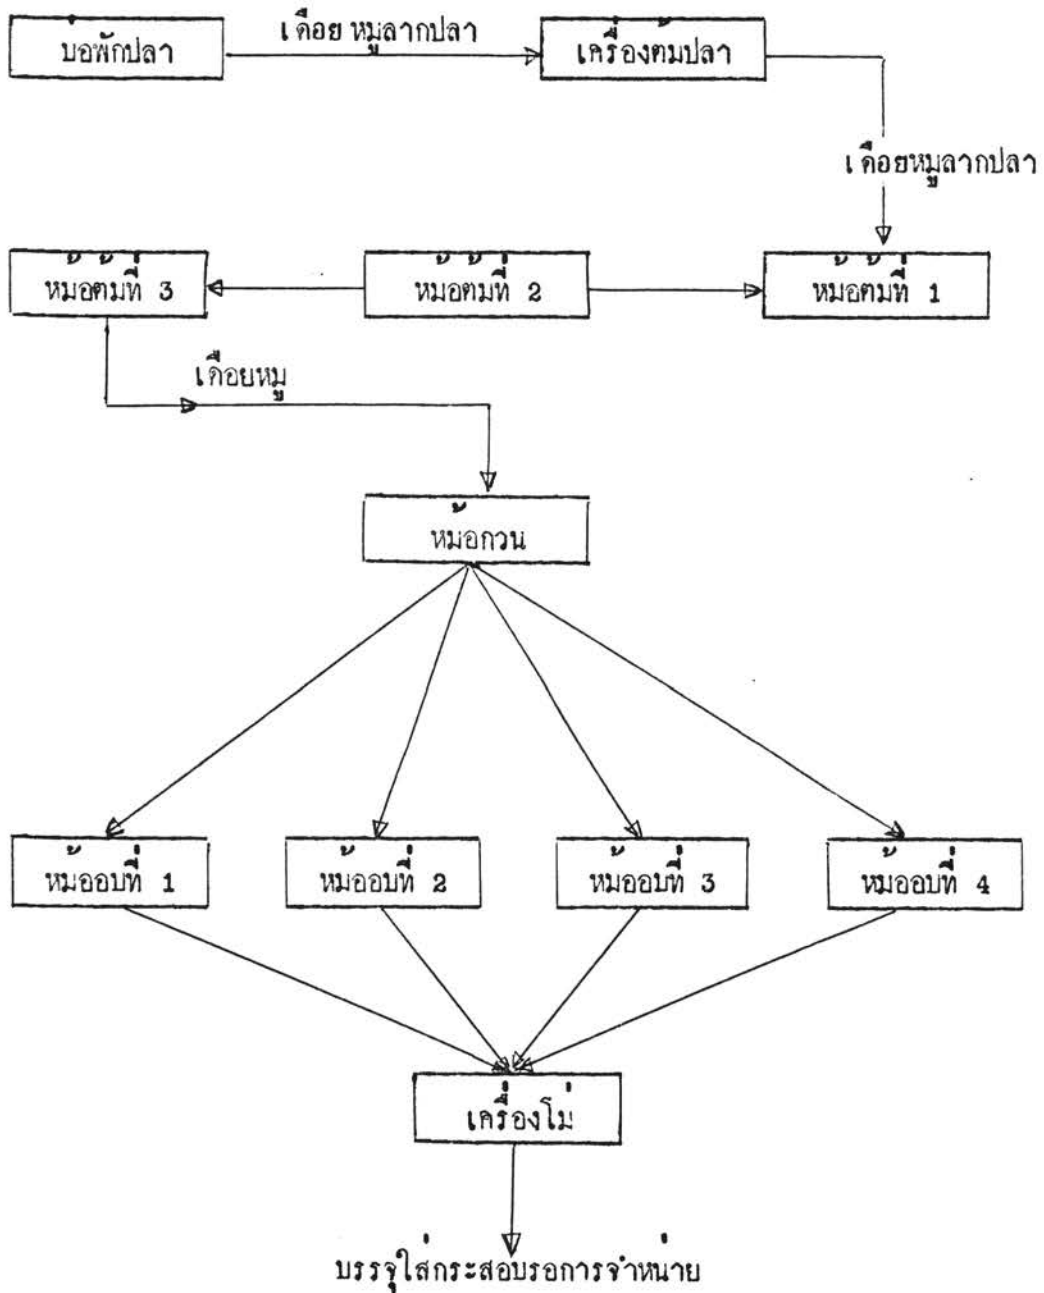 บ่อพักปลา
เดือยหมูลากปลา
เครื่องต้มปลา
เดือยหมูลากปลา
หม้อต้มที่ 3
หม้อต้มที่ 2
หม้อต้มที่ 1
เดือยหมู
หม้อกวน
หม้ออบที่ 1
หม้ออบที่ 2
หม้ออบที่ 3
หม้ออบที่ 4
เครื่องโม่
บรรจุใส่กระสอบรอการจำหน่าย